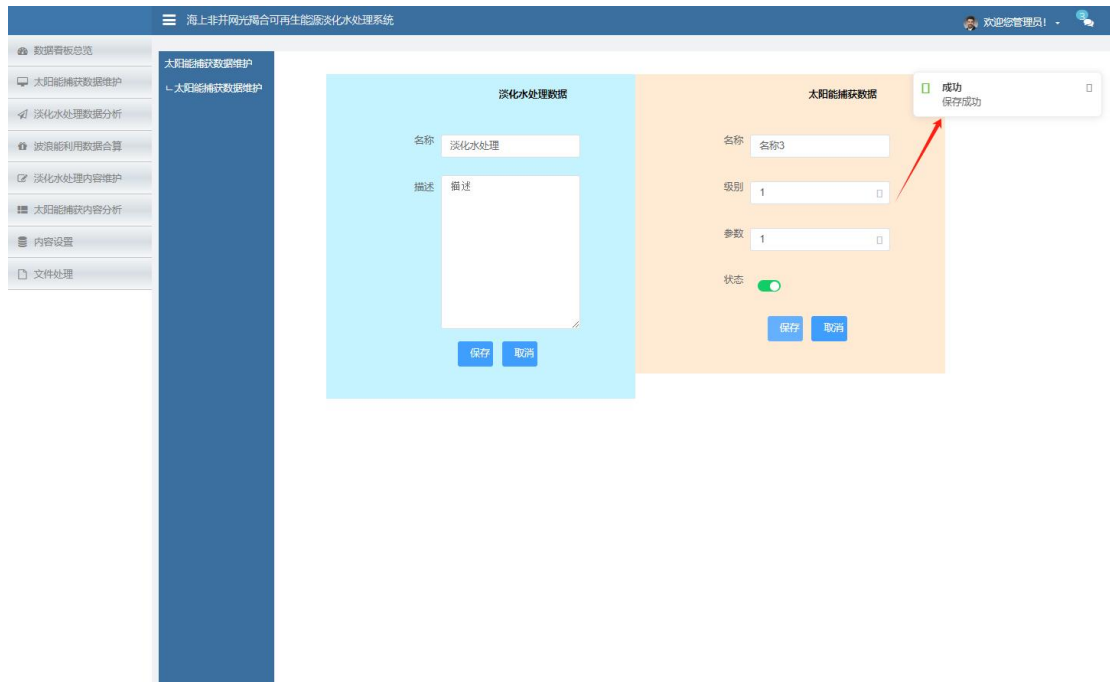 海上非并网光揭合可再生能源淡化水处理系统
欢迎您管理员!
3
数据看板总览
太阳能捕获数据维护
淡化水处理数据分析
波浪能利用数据合算
淡化水处理内容维护
太阳能捕获内容分析
内容设置
文件处理
太阳能捕获数据维护
∟太阳能捕获数据维护
淡化水处理数据
名称
淡化水处理
描述
描述
保存 取消
太阳能捕获数据
名称
名称3
级别
1
参数
1
状态
保存 取消
成功
保存成功